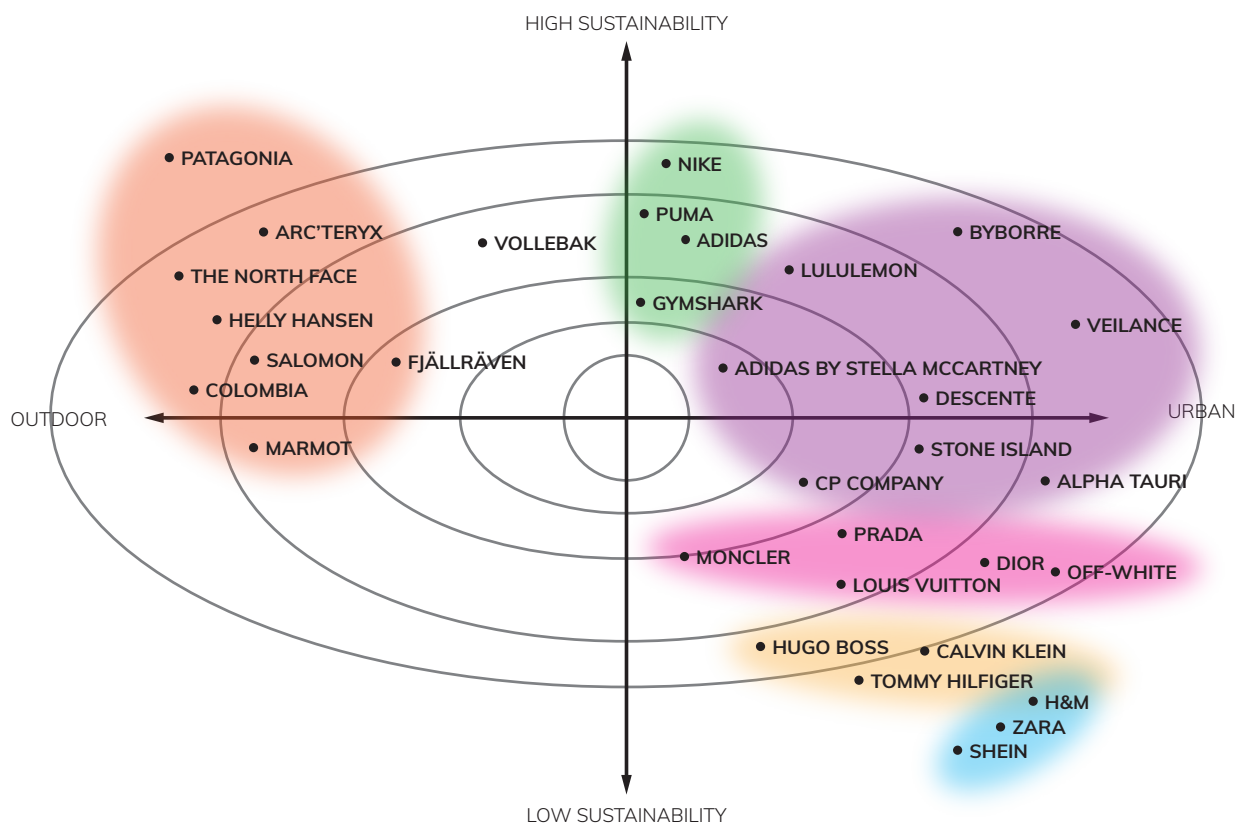 HIGH SUSTAINABILITY
PATAGONIA
NIKE
PUMA
ARC'TERYX
BYBORRE
VOLLEBAK
ADIDAS
LULULEMON
THE NORTH FACE
GYMSHARK
HELLY HANSEN
VEILANCE
SALOMON
FJÄLLRÄVEN
ADIDAS BY STELLA MCCARTNEY
COLOMBIA
DESCENTE
OUTDOOR
URBAN
MARMOT
STONE ISLAND
CP COMPANY
ALPHA TAURI
PRADA
MONCLER
DIOR
OFF-WHITE
LOUIS VUITTON
HUGO BOSS
CALVIN KLEIN
TOMMY HILFIGER
H&M
ZARA
SHEIN
LOW SUSTAINABILITY